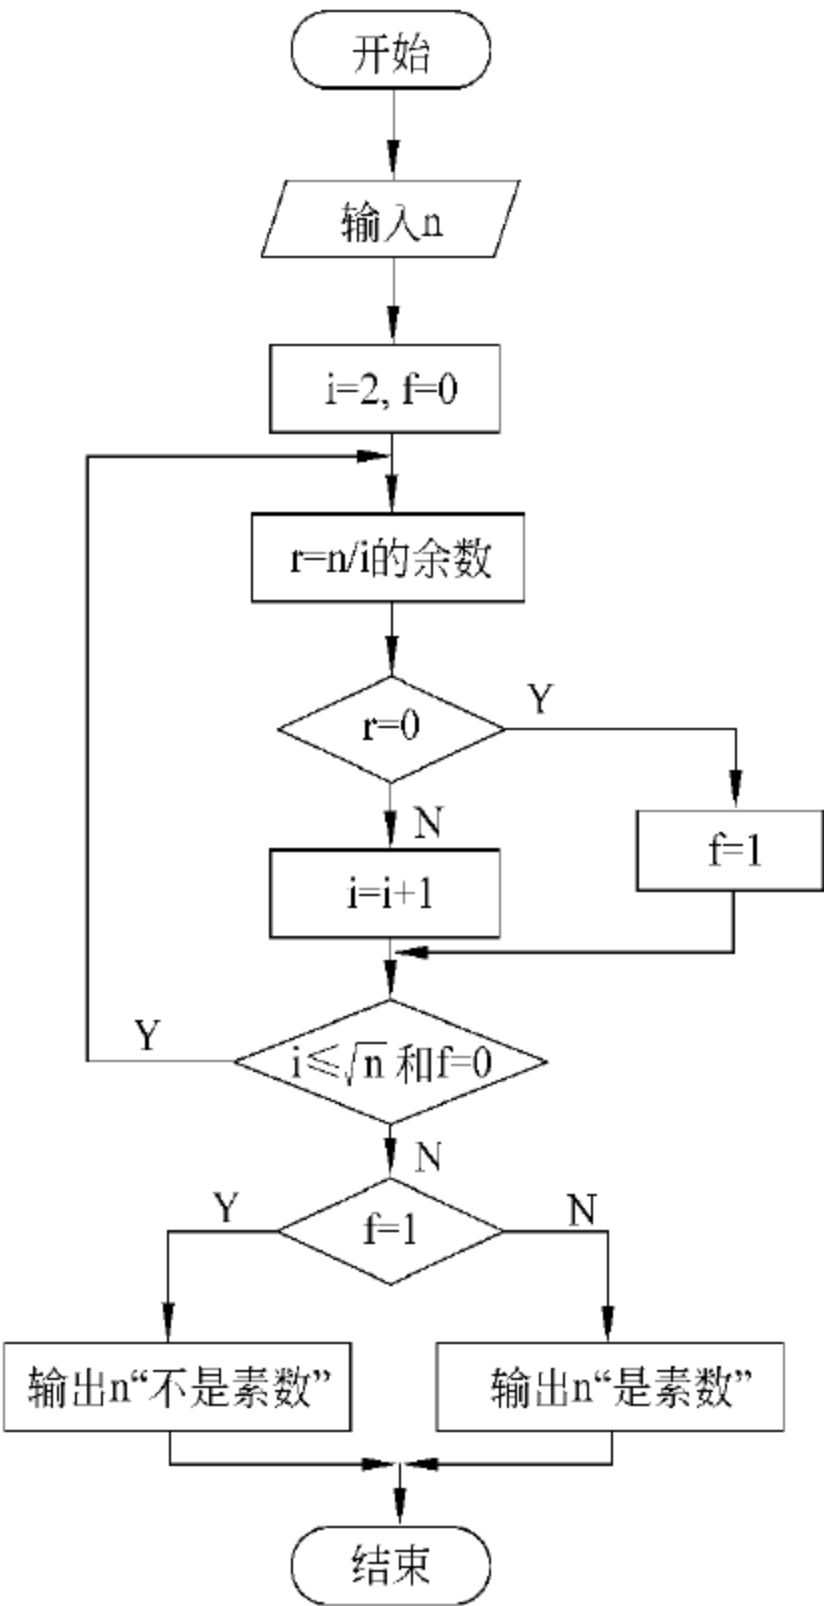 开始
输入n
i=2, f=0
r=n/i的余数
r=0
Y
N
f=1
i=i+1
Y
i≤√n 和f=0
N
Y
f=1
N
输出n“不是素数”
输出n“是素数”
结束